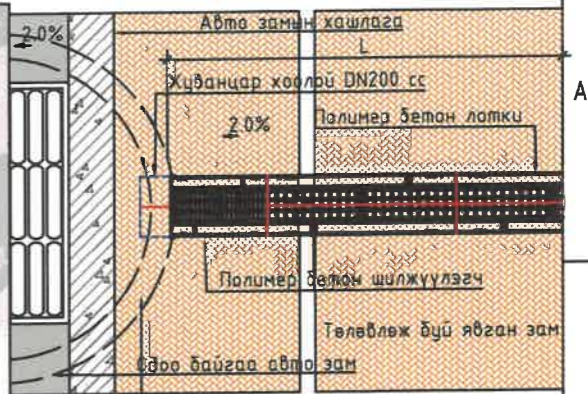 Авто замын хашлага
2.0%
L
Хуванцар хоолой DN200 сс
А
2.0%
Полимер бетон лотки
Полимер бетон шилжүүлэгч
Төлөвлөж буй явган зам
Одоо байгаа авто зам